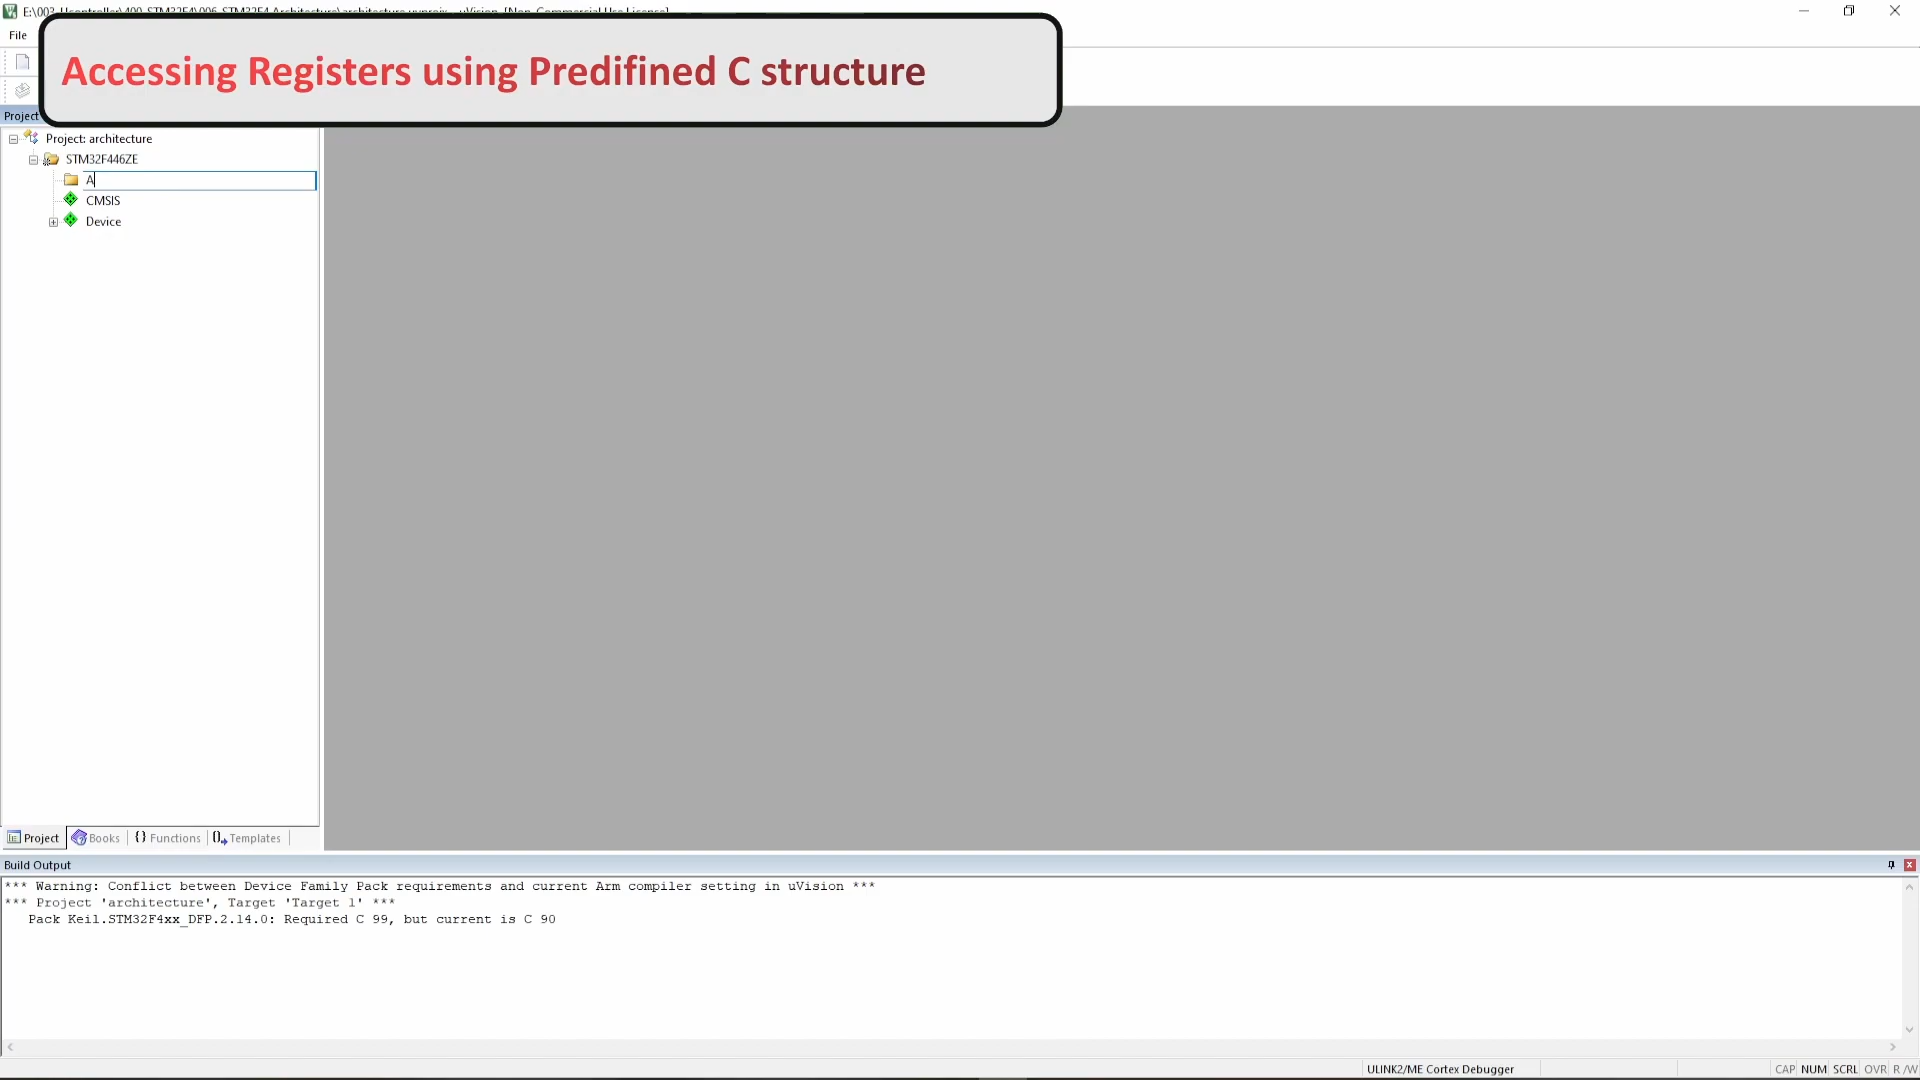 File
Accessing Registers using Predifined C structure
Project
Project: architecture
STM32F446ZE
A
CMSIS
Device
Project
Books
{} Functions
Templates
Build Output
*** Warning: Conflict between Device Family Pack requirements and current Arm compiler setting in uVision ***
*** Project 'architecture', Target 'Target 1' ***
Pack Keil.STM32F4xx_DFP.2.14.0: Required C 99, but current is C 90
ULINK2/ME Cortex Debugger
CAP NUM SCRL OVR R/W